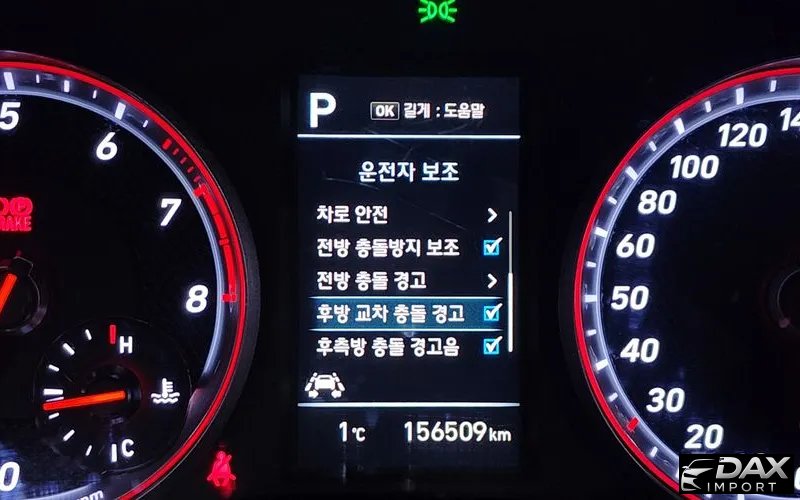 P OK 길게 : 도움말
운전자 보조
차로 안전
전방 충돌방지 보조
전방 충돌 경고
후방 교차 충돌 경고
후측방 충돌 경고음
1℃ 156509 km
5
6
7
8
H
C
0
20
30
40
50
60
80
100
120
DAX
IMPORT